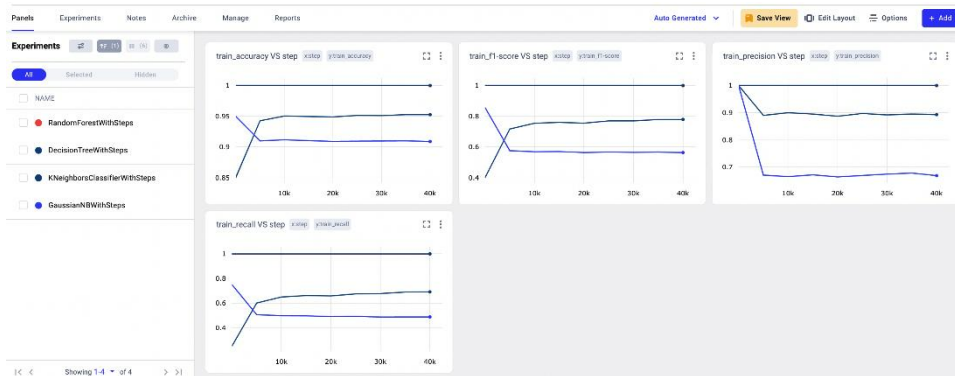 Panels Experiments Notes Archive Manage Reports Auto Generated Save View Edit Layout Options + Add
Experiments (1)
All Selected Hidden
NAME
RandomForestWithSteps
DecisionTreeWithSteps
KNeighborsClassifierWithSteps
GaussianNBWithSteps
Showing 1-4 of 4
train_accuracy VS step x:step y:train_accuracy
1
0.95
0.9
0.85
10k 20k 30k 40k
train_f1-score VS step x:step y:train_f1-score
1
0.8
0.6
0.4
10k 20k 30k 40k
train_precision VS step x:step y:train_precision
1
0.9
0.8
0.7
10k 20k 30k 40k
train_recall VS step x:step y:train_recall
1
0.8
0.6
0.4
10k 20k 30k 40k